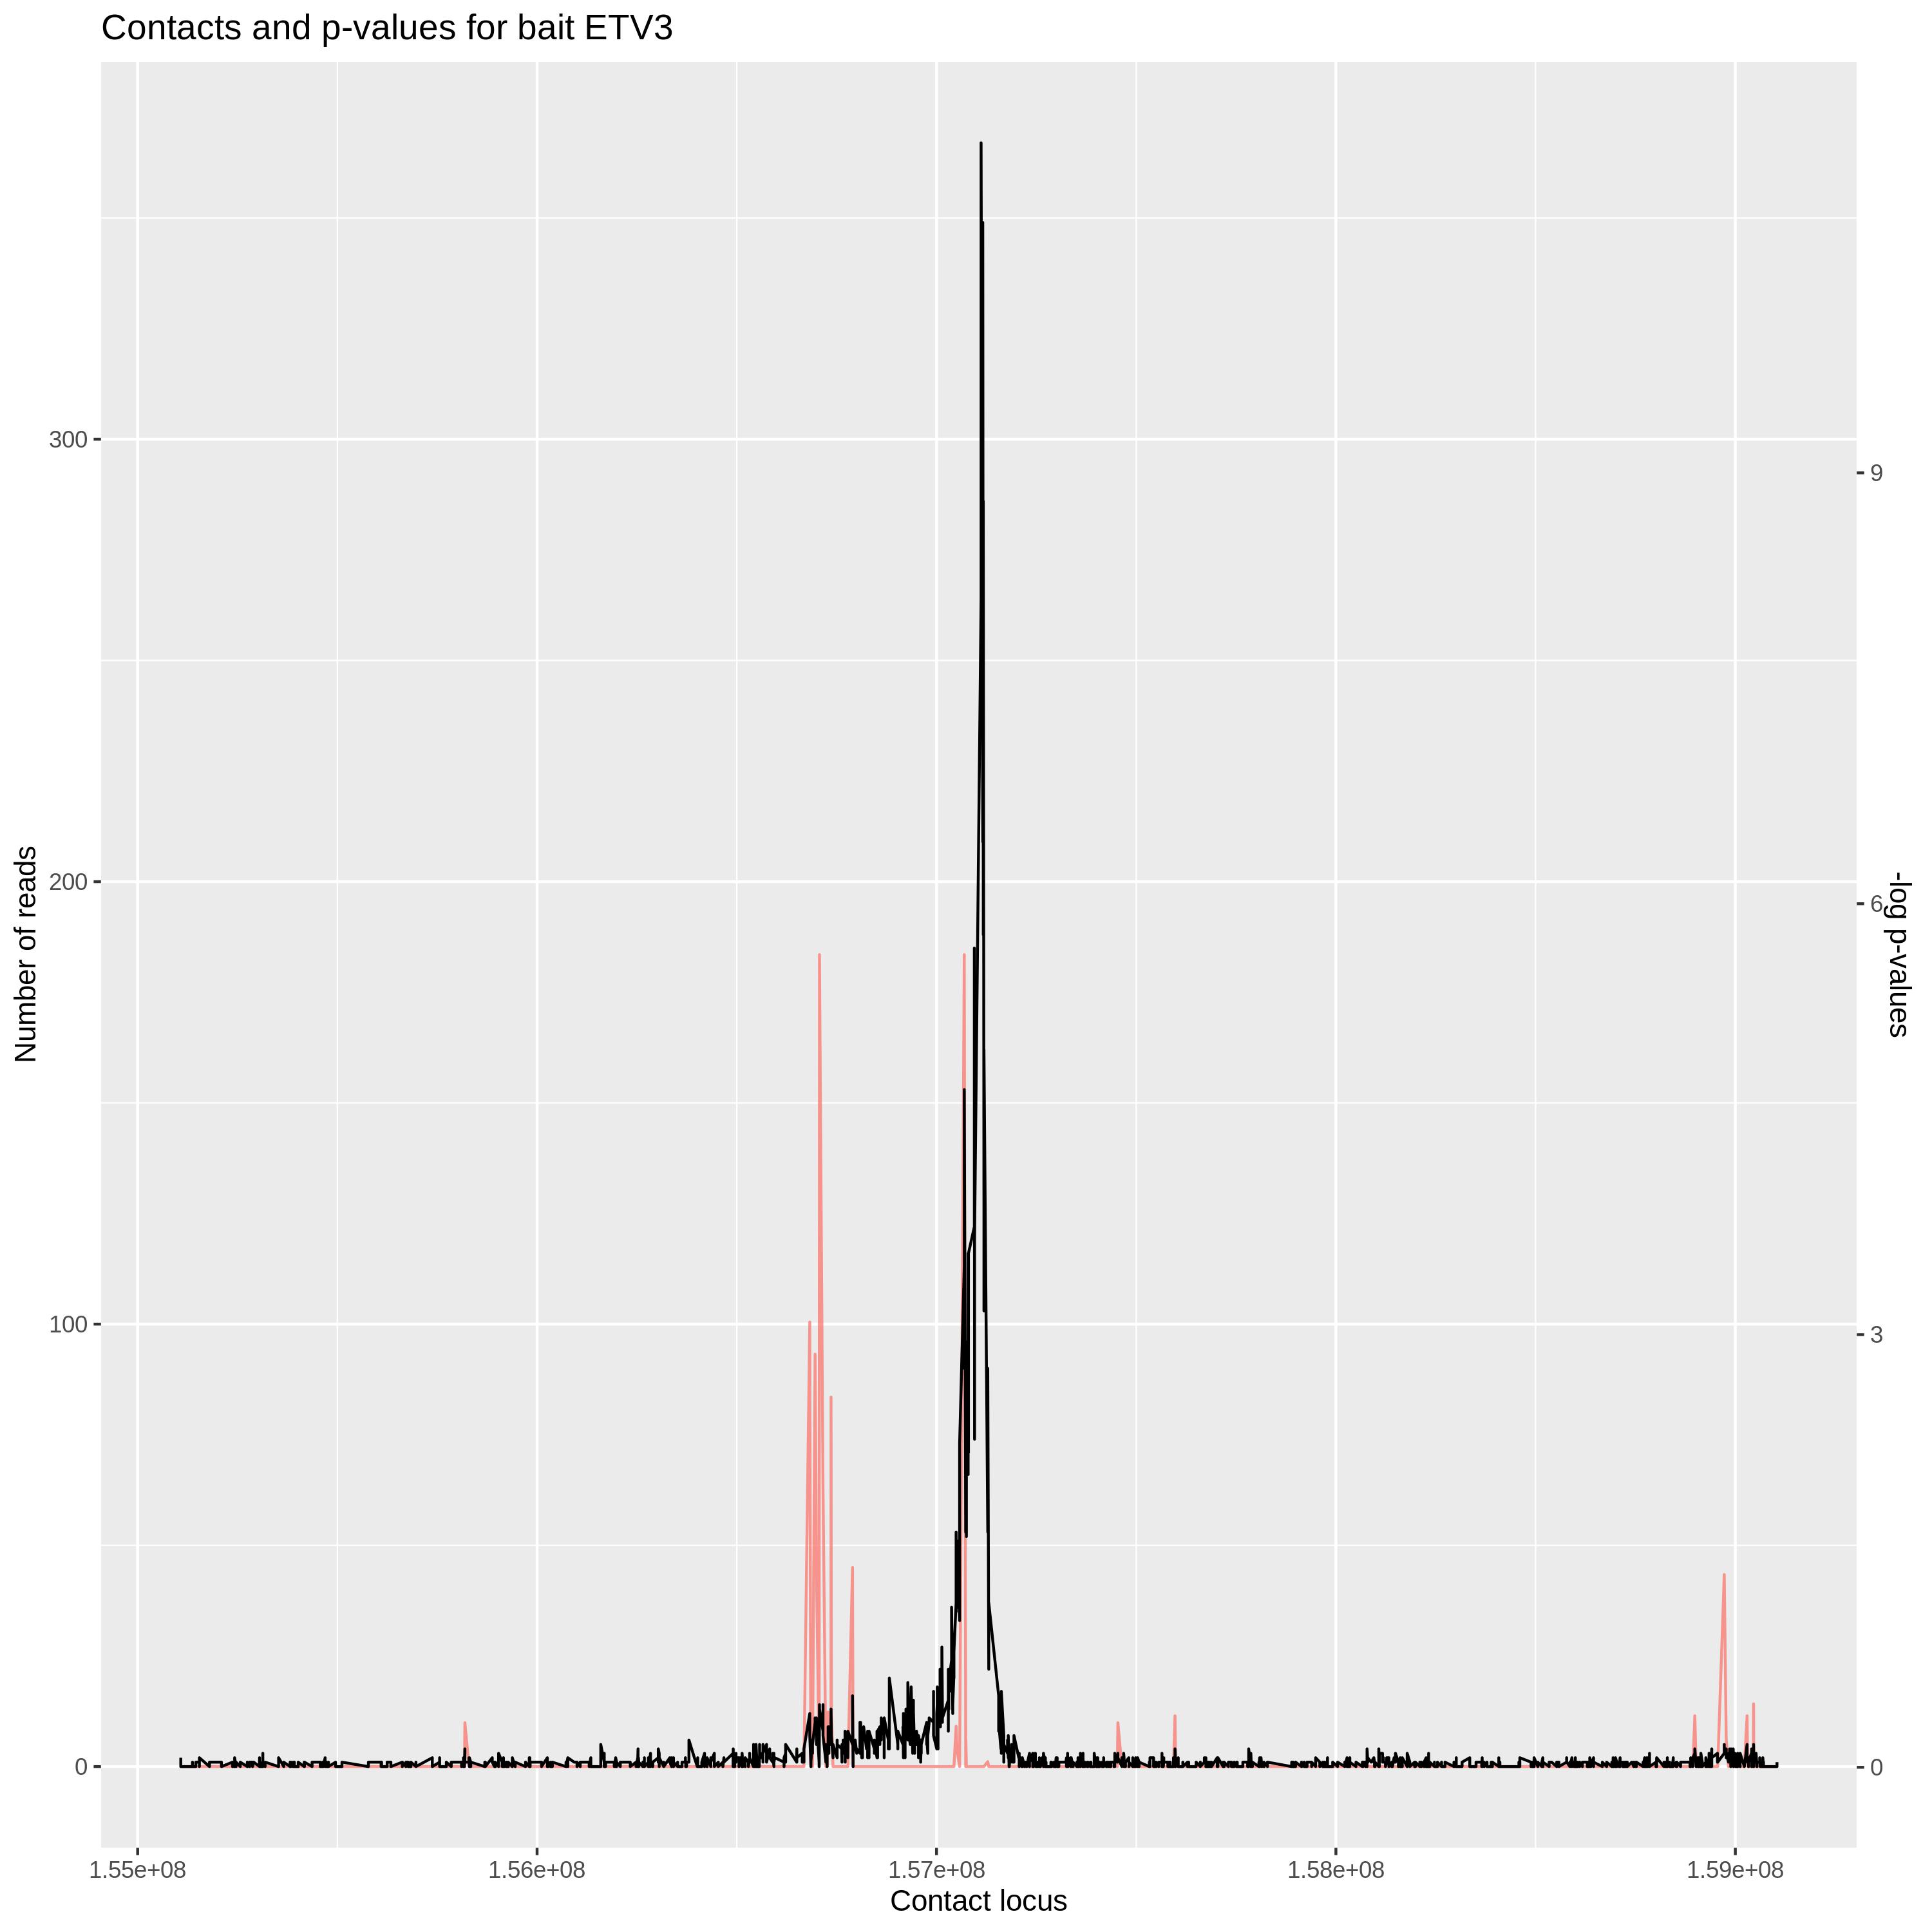 Contacts and p-values for bait ETV3
Number of reads
300
200
100
0
9
6
3
0
-log p-values
1.55e+08
1.56e+08
1.57e+08
1.58e+08
1.59e+08
Contact locus